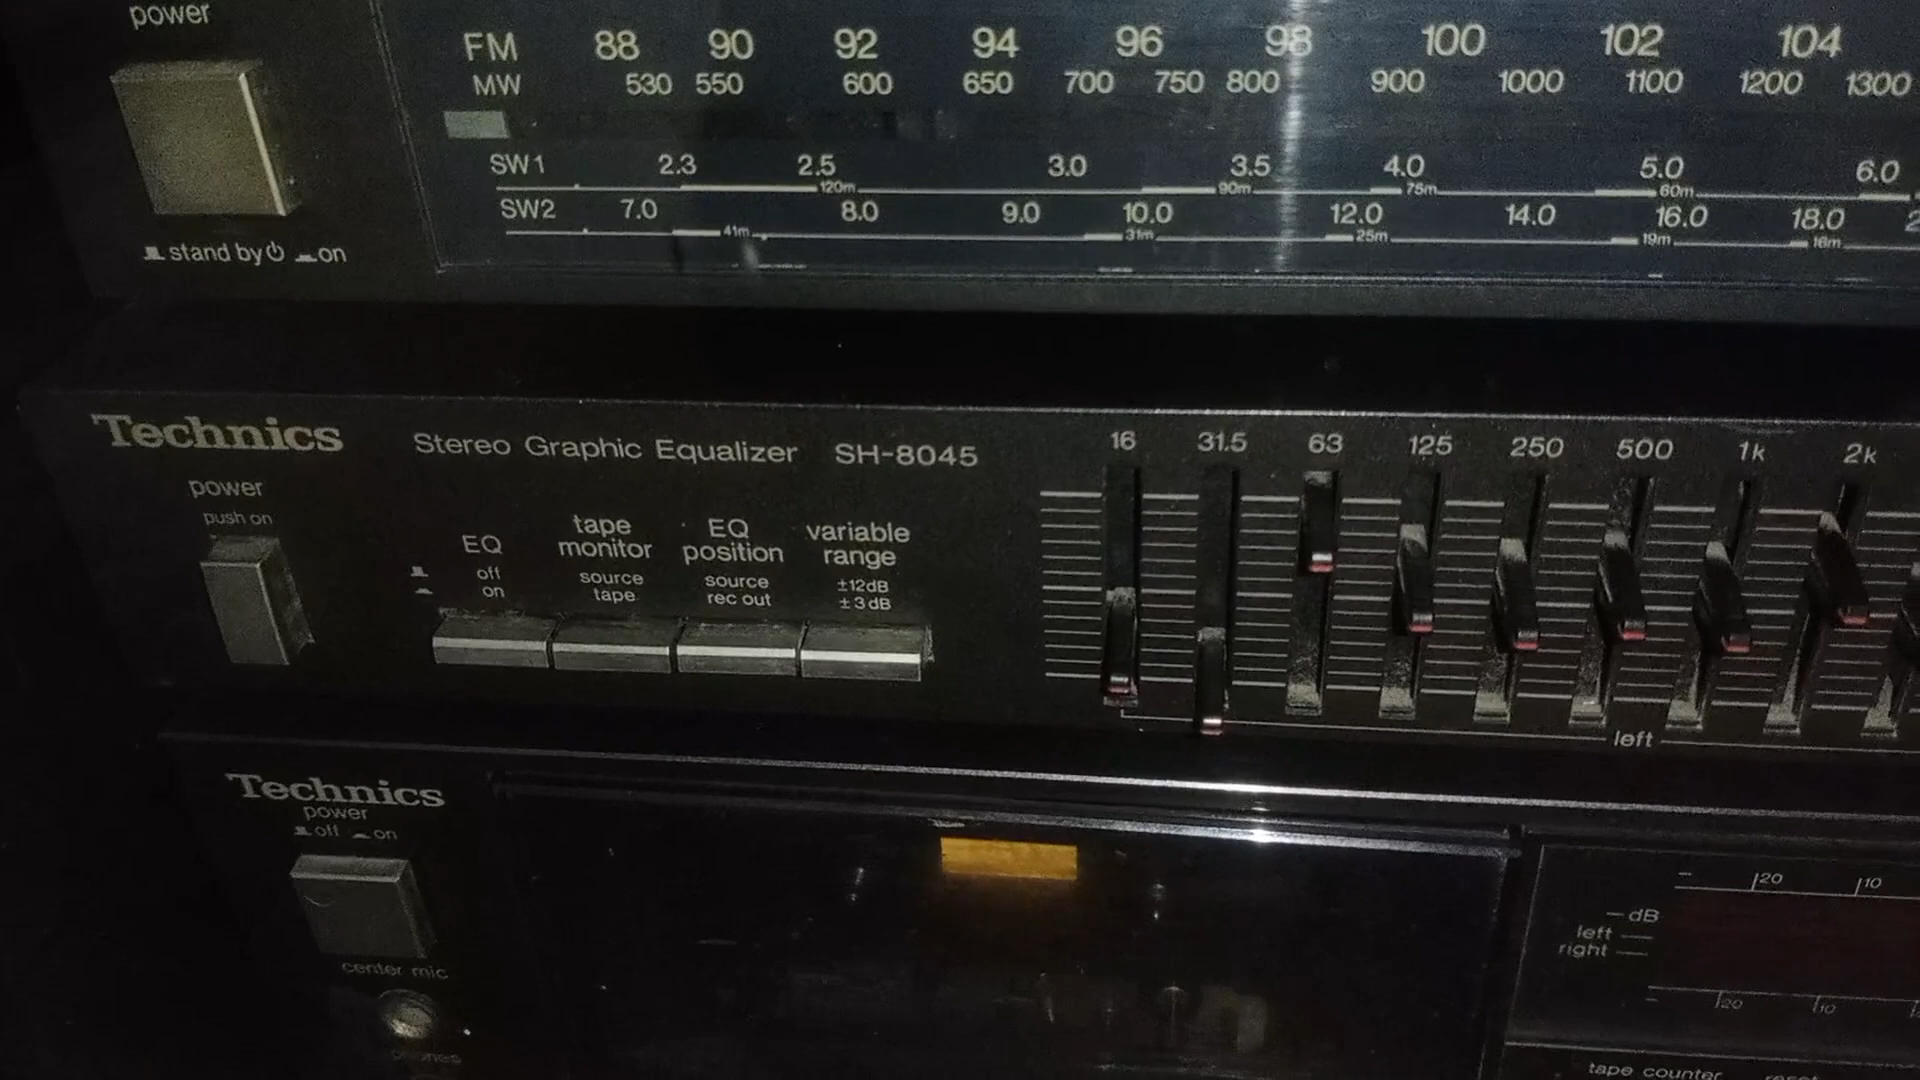 power
FM 88 90 92 94 96 98 100 102 104
MW 530 550 600 650 700 750 800 900 1000 1100 1200 1300
SW1 2.3 2.5 3.0 3.5 4.0 5.0 6.0
120m 90m 75m 60m
SW2 7.0 8.0 9.0 10.0 12.0 14.0 16.0 18.0
41m 31m 25m 19m 16m
stand by on
Technics Stereo Graphic Equalizer SH-8045
16 31.5 63 125 250 500 1k 2k
power
push on
EQ
off
on
tape
monitor
source
tape
EQ
position
source
rec out
variable
range
±12dB
±3dB
left
Technics
power
off on
center mic
phones
20 10
dB
left
right
20 10
tape counter